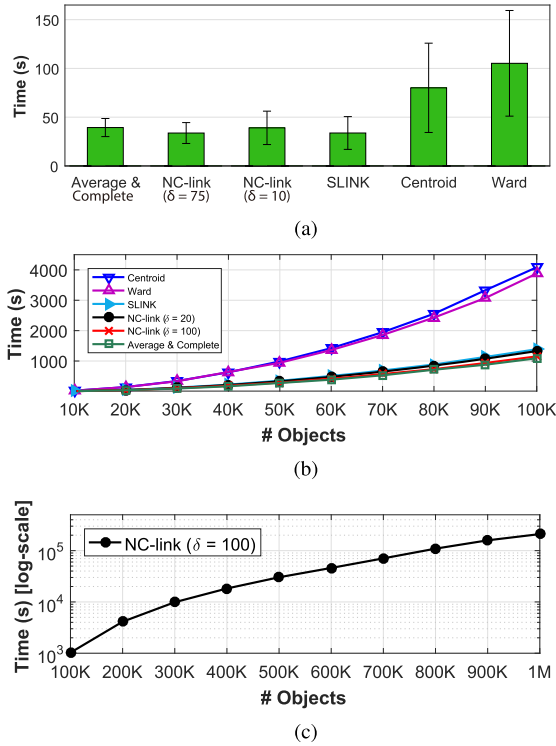 150
100
50
0
Time (s)
Average & Complete
NC-link (δ = 75)
NC-link (δ = 10)
SLINK
Centroid
Ward
(a)
4000
3000
2000
1000
Time (s)
Centroid
Ward
SLINK
NC-link (δ = 20)
NC-link (δ = 100)
Average & Complete
10K 20K 30K 40K 50K 60K 70K 80K 90K 100K
# Objects
(b)
Time (s) [log-scale]
10^5
10^4
10^3
NC-link (δ = 100)
100K 200K 300K 400K 500K 600K 700K 800K 900K 1M
# Objects
(c)